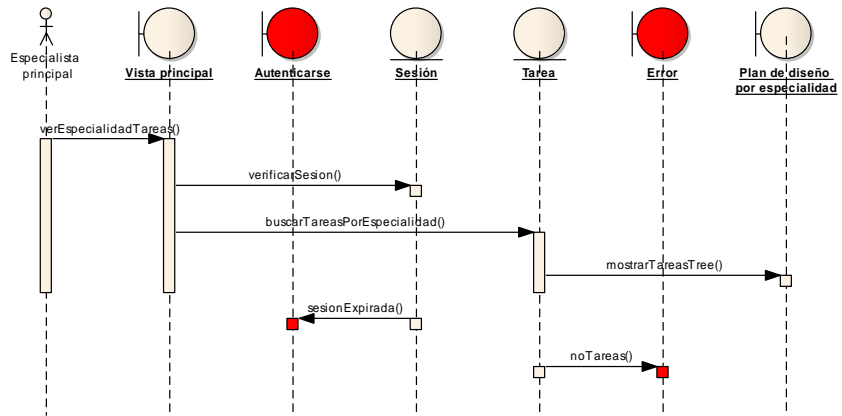 Especialista
principal
Vista principal
Autenticarse
Sesión
Tarea
Error
Plan de diseño
por especialidad
verEspecialidadTareas()
verificarSesion()
buscarTareasPorEspecialidad()
mostrarTareasTree()
sesionExpirada()
noTareas()